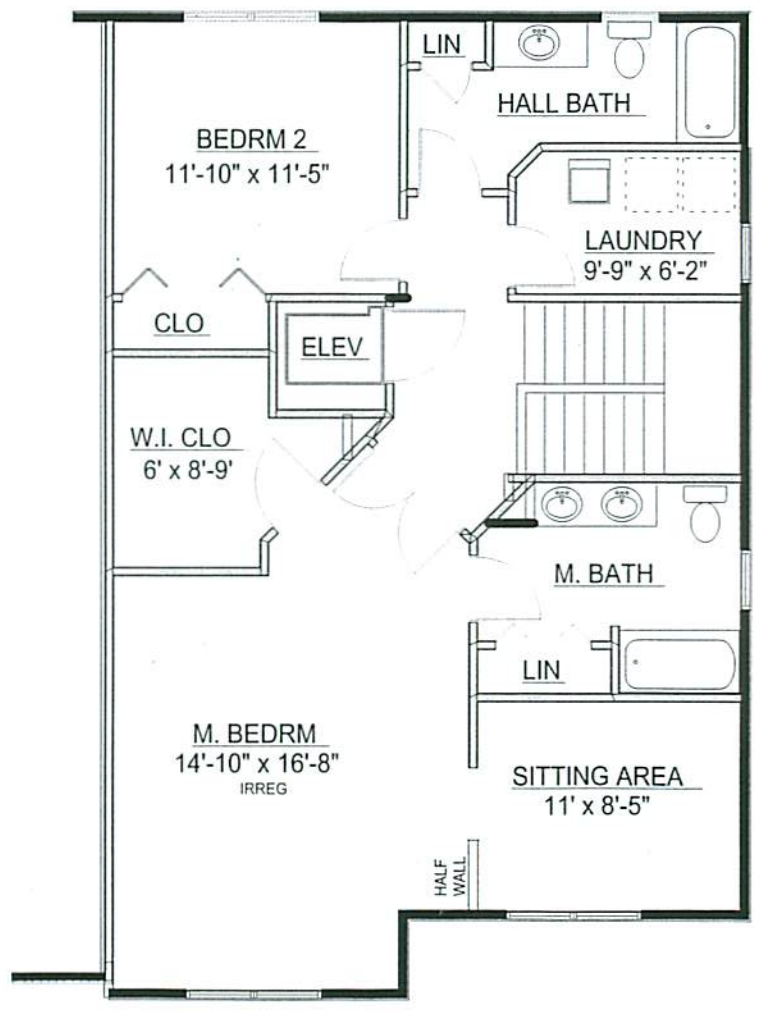 LIN
HALL BATH
BEDRM 2
11'-10" x 11'-5"
LAUNDRY
9'-9" x 6'-2"
CLO
ELEV
W.I. CLO
6' x 8'-9'
M. BATH
LIN
M. BEDRM
14'-10" x 16'-8"
IRREG
SITTING AREA
11' x 8'-5"
HALF
WALL